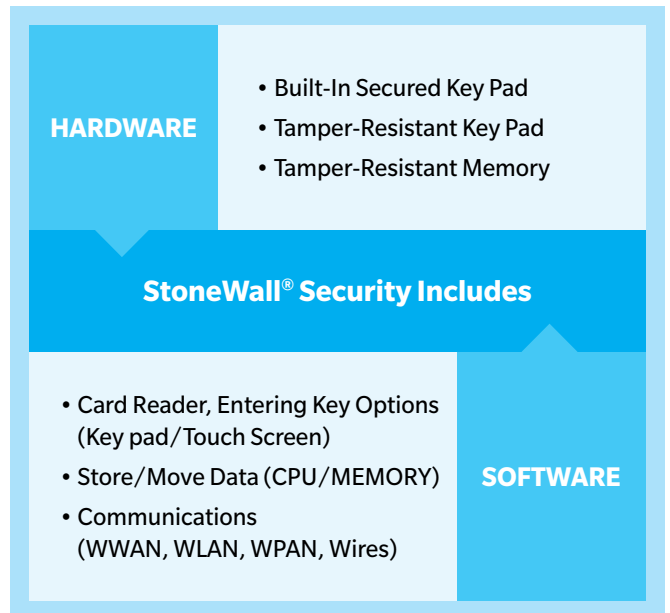 HARDWARE
• Built-In Secured Key Pad
• Tamper-Resistant Key Pad
• Tamper-Resistant Memory
StoneWall® Security Includes
• Card Reader, Entering Key Options
(Key pad/Touch Screen)
• Store/Move Data (CPU/MEMORY)
• Communications
(WWAN, WLAN, WPAN, Wires)
SOFTWARE